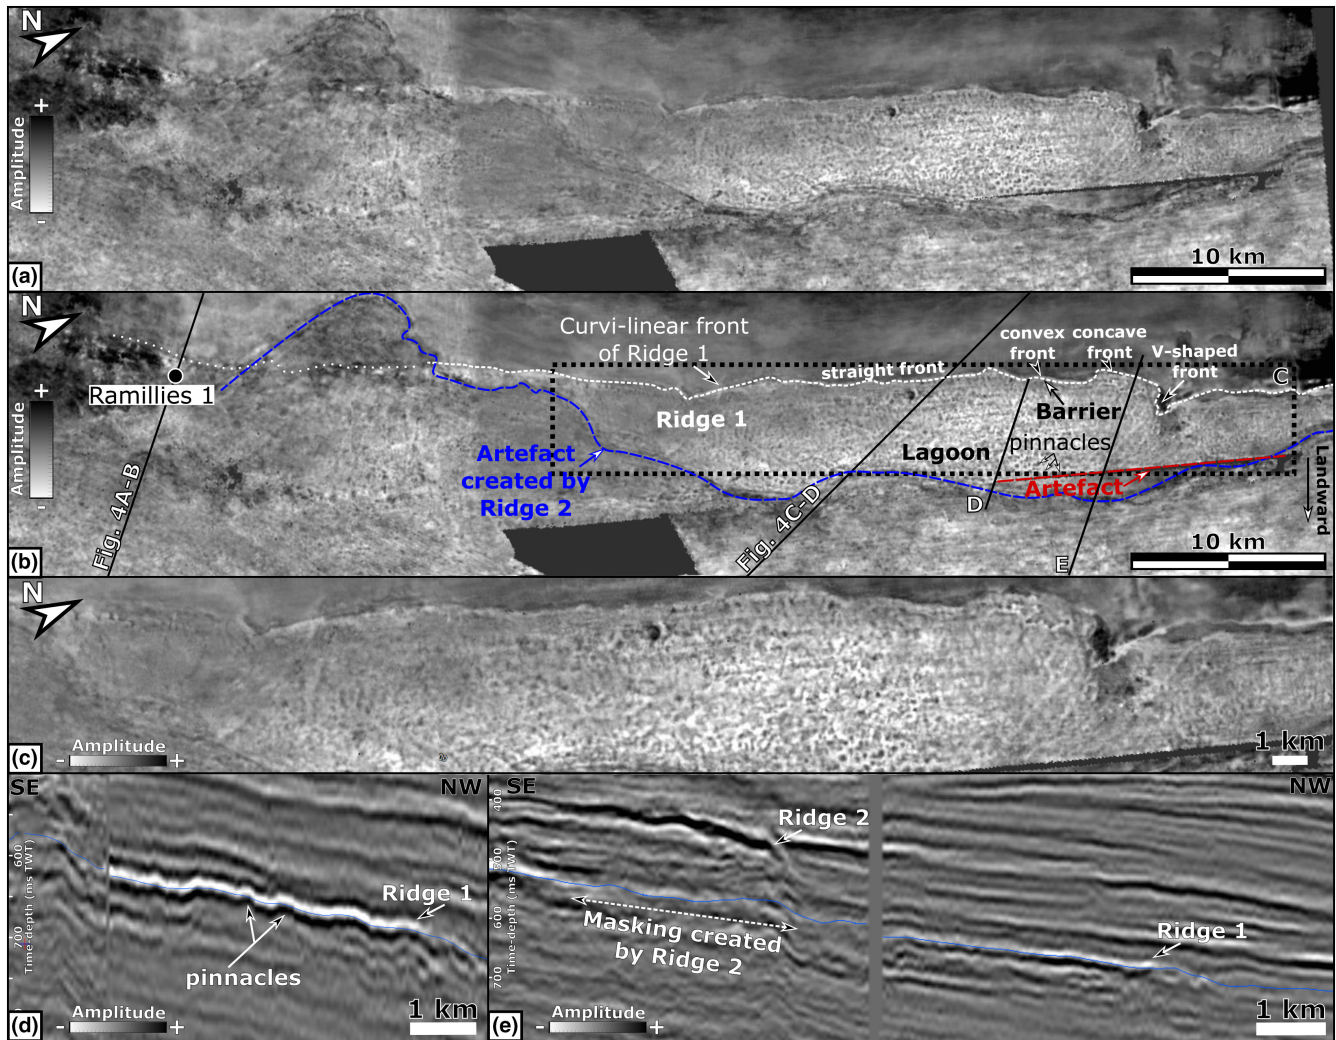 N
+
Amplitude
-
(a)
10 km
N
+
Amplitude
-
(b)
Ramillies 1
Fig. 4A-B
Curvi-linear front
of Ridge 1
Ridge 1
Artefact
created by
Ridge 2
straight front
convex
front
concave
front
V-shaped
front
C
Barrier
pinnacles
Lagoon
Artefact
D
E
Fig. 4C-D
Landward
10 km
N
(c)
Amplitude
- +
1 km
SE
NW
600
700
Time-depth (ms TWT)
Ridge 1
pinnacles
Amplitude
- +
(d)
1 km
SE
NW
400
500
600
700
Time-depth (ms TWT)
Ridge 2
Masking created
by Ridge 2
Ridge 1
Amplitude
- +
(e)
1 km